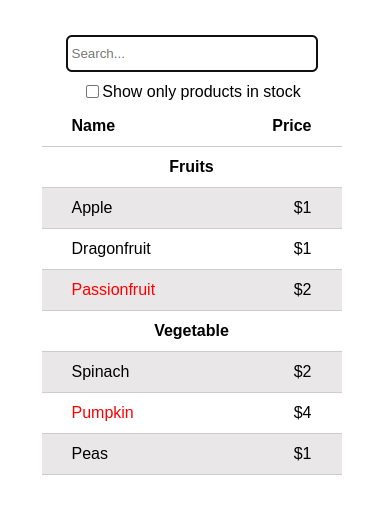 Search...
Show only products in stock
Name Price
Fruits
Apple $1
Dragonfruit $1
Passionfruit $2
Vegetable
Spinach $2
Pumpkin $4
Peas $1